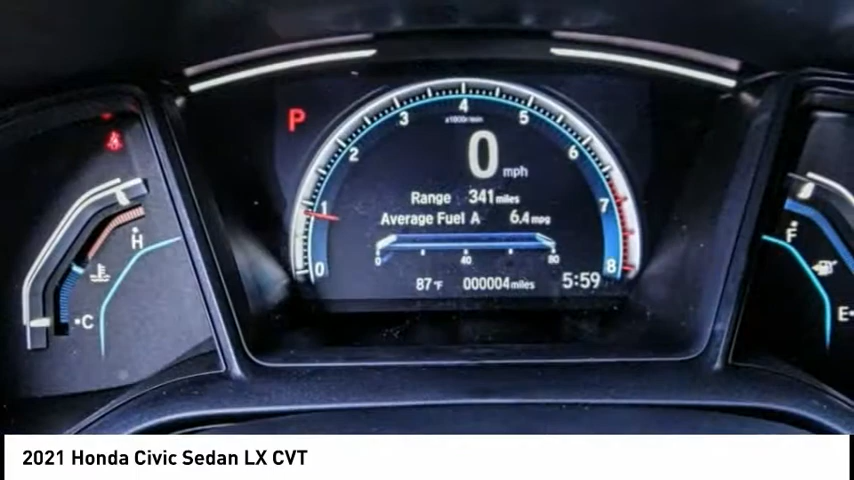 P
0 1 2 3 4 5 6 7 8
x1000r/min
0 mph
Range 341 miles
Average Fuel A 6.4 mpg
0 40 80
87°F 000004 miles 5:59
H
C
F
E
2021 Honda Civic Sedan LX CVT